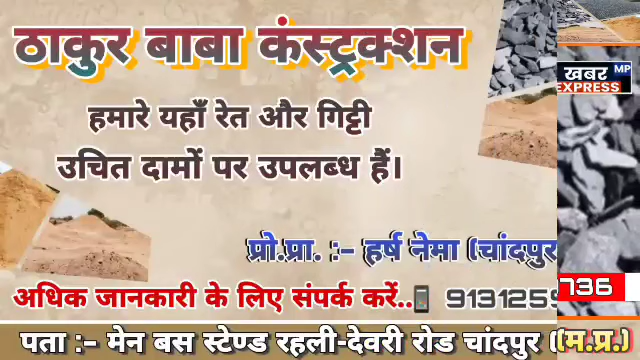 ठाकुर बाबा कंस्ट्रक्शन
खबर MP
EXPRESS
हमारे यहाँ रेत और गिट्टी
उचित दामों पर उपलब्ध हैं।
प्रो.प्रा. :- हर्ष नेमा (चांदपुर
अधिक जानकारी के लिए संपर्क करें.. 913125 736
पता :- मेन बस स्टेण्ड रहली-देवरी रोड चांदपुर (म.प्र.)